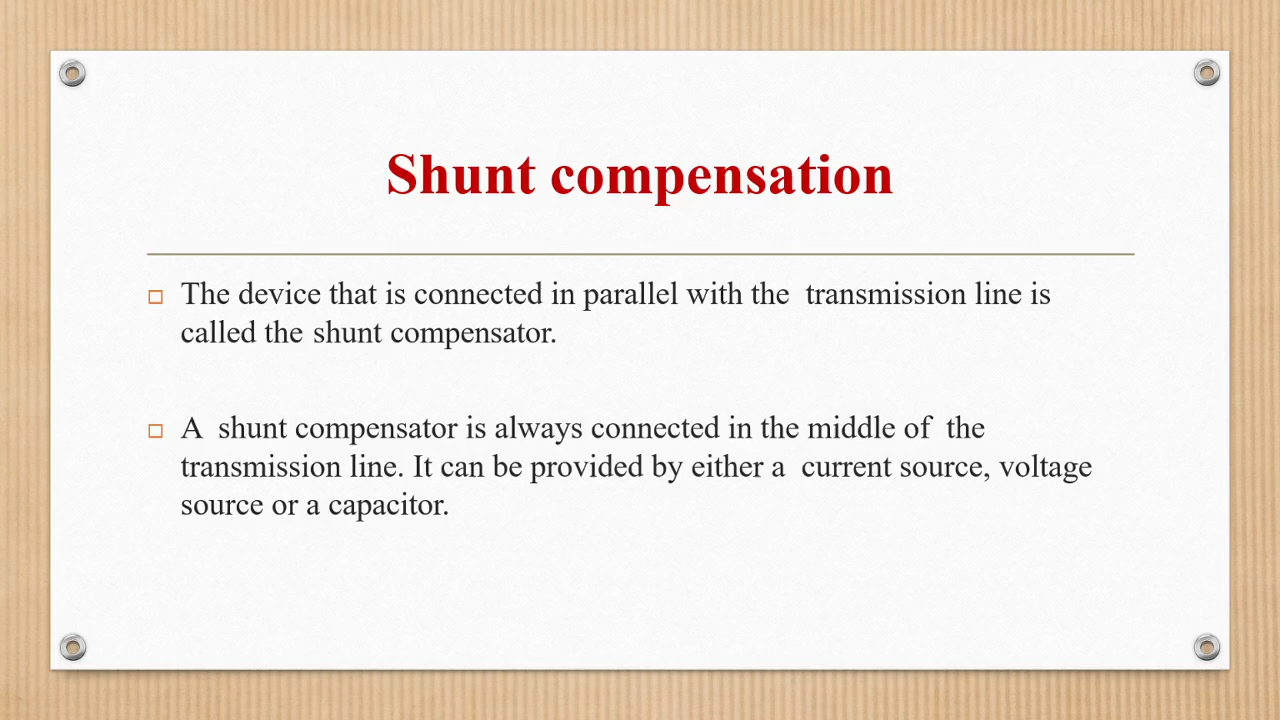 Shunt compensation
The device that is connected in parallel with the  transmission line is
called the shunt compensator.
A  shunt compensator is always connected in the middle of  the
transmission line. It can be provided by either a  current source, voltage
source or a capacitor.